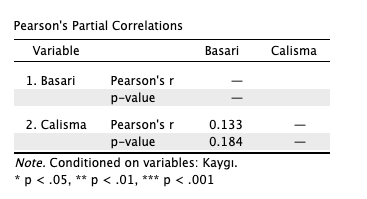 Pearson's Partial Correlations
Variable Basari Calisma
1. Basari Pearson's r —
p-value —
2. Calisma Pearson's r 0.133 —
p-value 0.184 —
Note. Conditioned on variables: Kaygı.
* p < .05, ** p < .01, *** p < .001